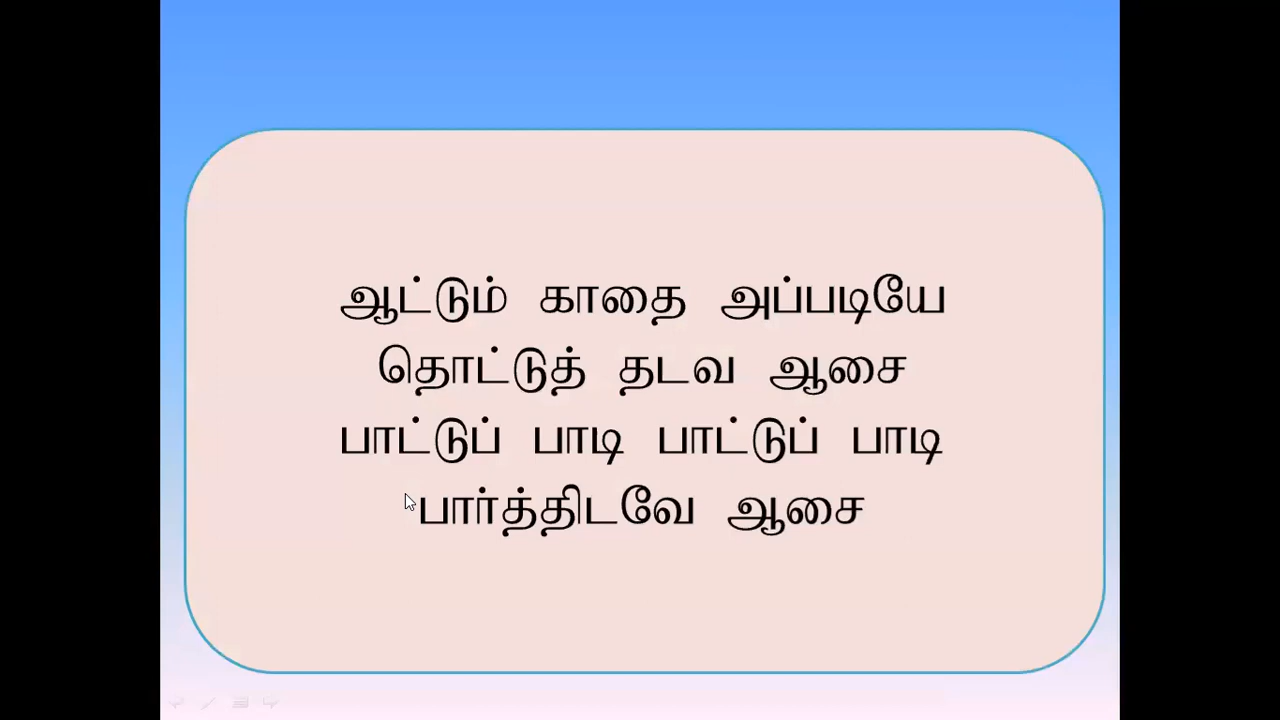 ஆட்டும் காதை அப்படியே
தொட்டுத் தடவ ஆசை
பாட்டுப் பாடி பாட்டுப் பாடி
பார்த்திடவே ஆசை